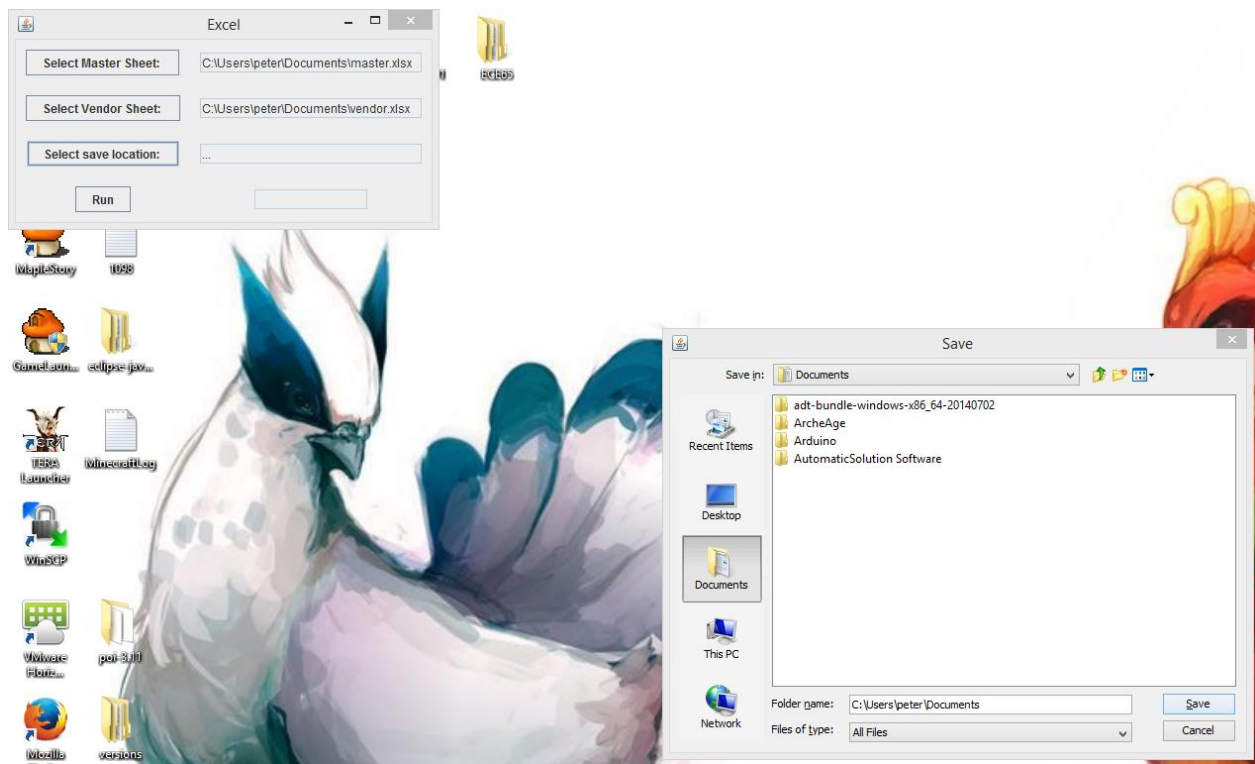 Excel
Select Master Sheet:
C:\Users\peter\Documents\master.xlsx
Select Vendor Sheet:
C:\Users\peter\Documents\vendor.xlsx
Select save location:
...
Run
ECE65
MapleStory
1098
GameLaun...
eclipse-jav...
TERA
Launcher
MinecraftLog
WinSCP
VMware
Horiz...
poi-3.11
Mozilla
versions
Save
Save in:
Documents
adt-bundle-windows-x86_64-20140702
ArcheAge
Arduino
AutomaticSolution Software
Recent Items
Desktop
Documents
This PC
Network
Folder name:
C:\Users\peter\Documents
Save
Files of type:
All Files
Cancel